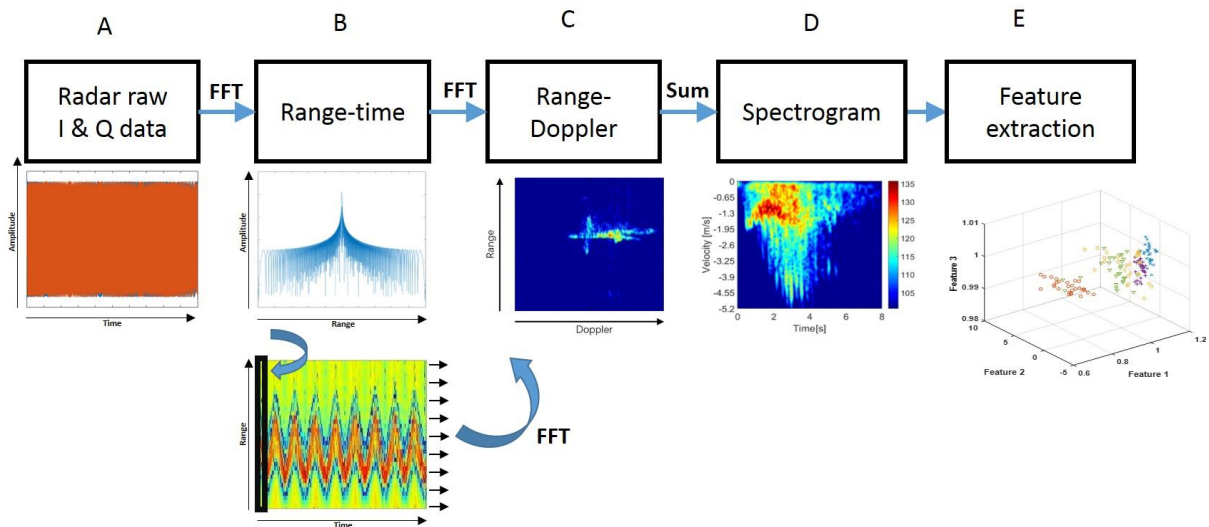 A
B
C
D
E
Radar raw
I & Q data
FFT
Range-time
FFT
Range-
Doppler
Sum
Spectrogram
Feature
extraction
Amplitude
Time
Amplitude
Range
Range
Doppler
Velocity [m/s]
0
-0.65
-1.3
-1.95
-2.6
-3.25
-3.9
-4.55
-5.2
0
2
4
6
8
Time[s]
135
130
125
120
115
110
105
Feature 3
1.01
1
0.99
0.98
10
5
0
-5
Feature 2
0.6
0.8
1
1.2
Feature 1
Range
Time
FFT